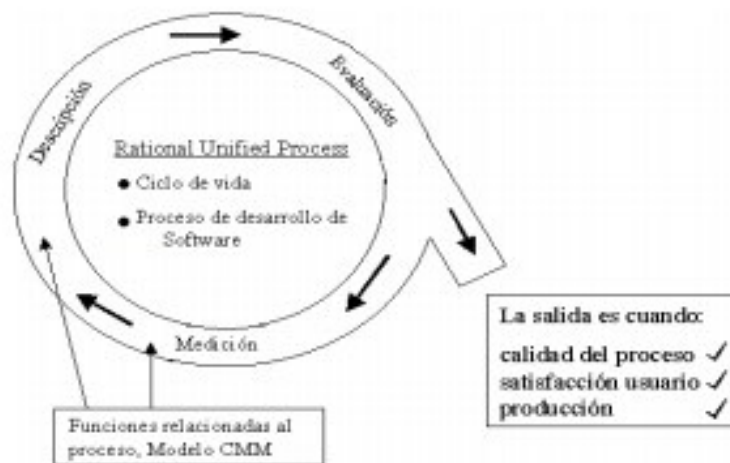 Descripción
Evaluación
Rational Unified Process
Ciclo de vida
Proceso de desarrollo de
Software
Medición
La salida es cuando:
calidad del proceso ✓
satisfacción usuario ✓
producción ✓
Funciones relacionadas al
proceso, Modelo CMM